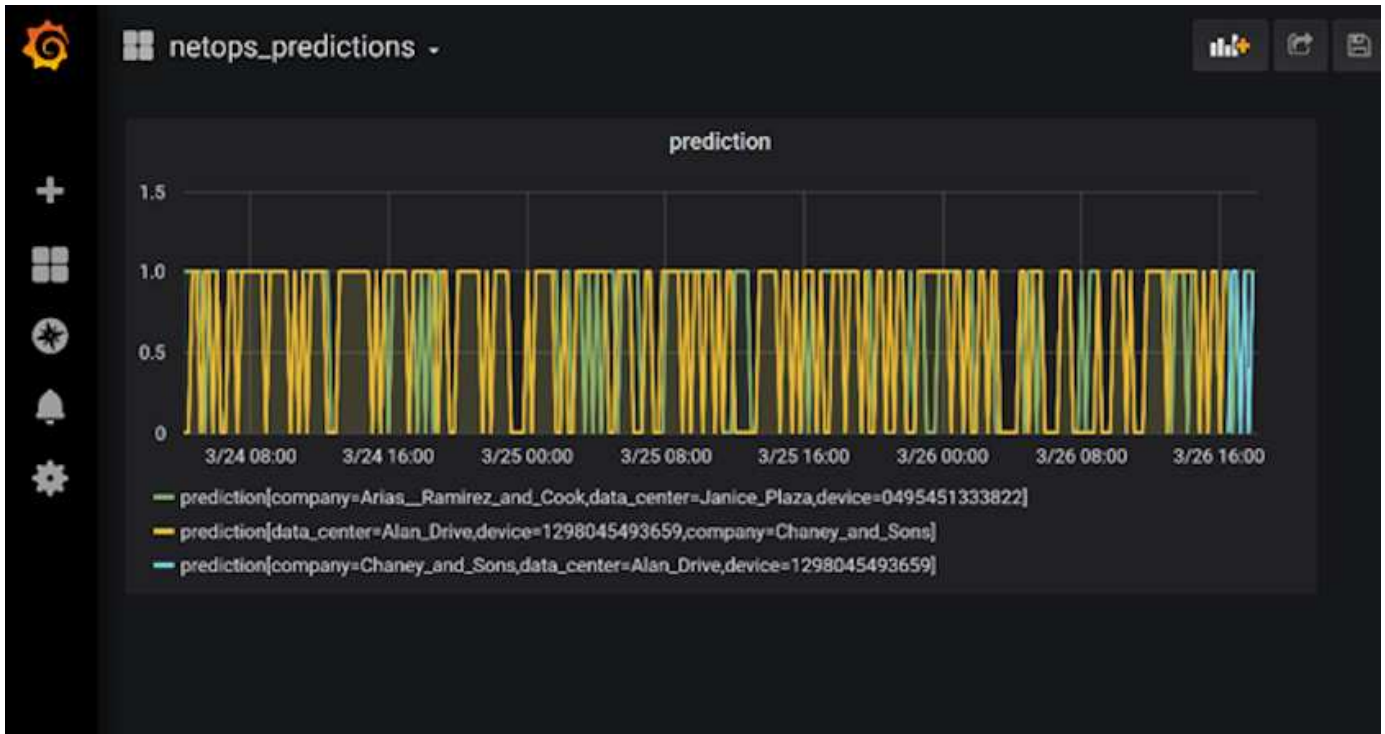 netops_predictions
prediction
1.5
1.0
0.5
0
3/24 08:00 3/24 16:00 3/25 00:00 3/25 08:00 3/25 16:00 3/26 00:00 3/26 08:00 3/26 16:00
prediction[company=Arias__Ramirez_and_Cook,data_center=Janice_Plaza,device=0495451333822]
prediction[data_center=Alan_Drive,device=1298045493659,company=Chaney_and_Sons]
prediction[company=Chaney_and_Sons,data_center=Alan_Drive,device=1298045493659]